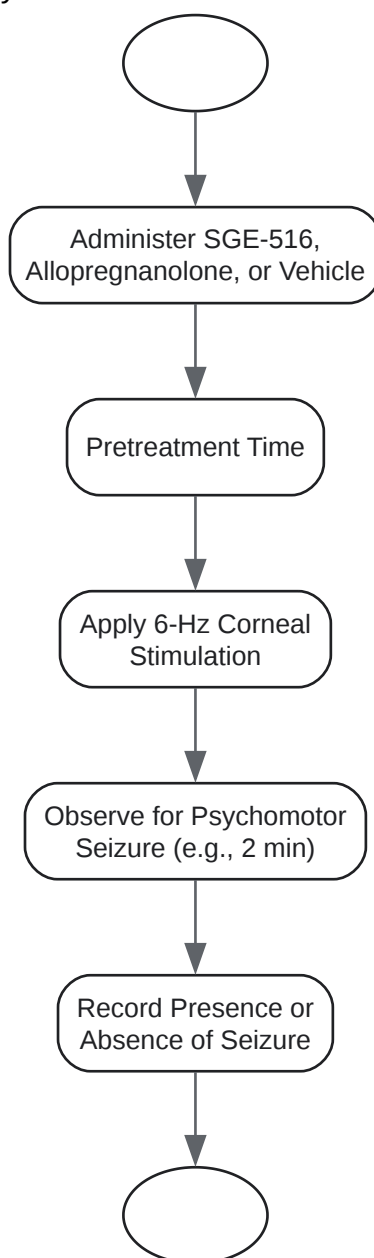 Administer SGE-516,
Allopregnanolone, or Vehicle
Pretreatment Time
Apply 6-Hz Corneal
Stimulation
Observe for Psychomotor
Seizure (e.g., 2 min)
Record Presence or
Absence of Seizure